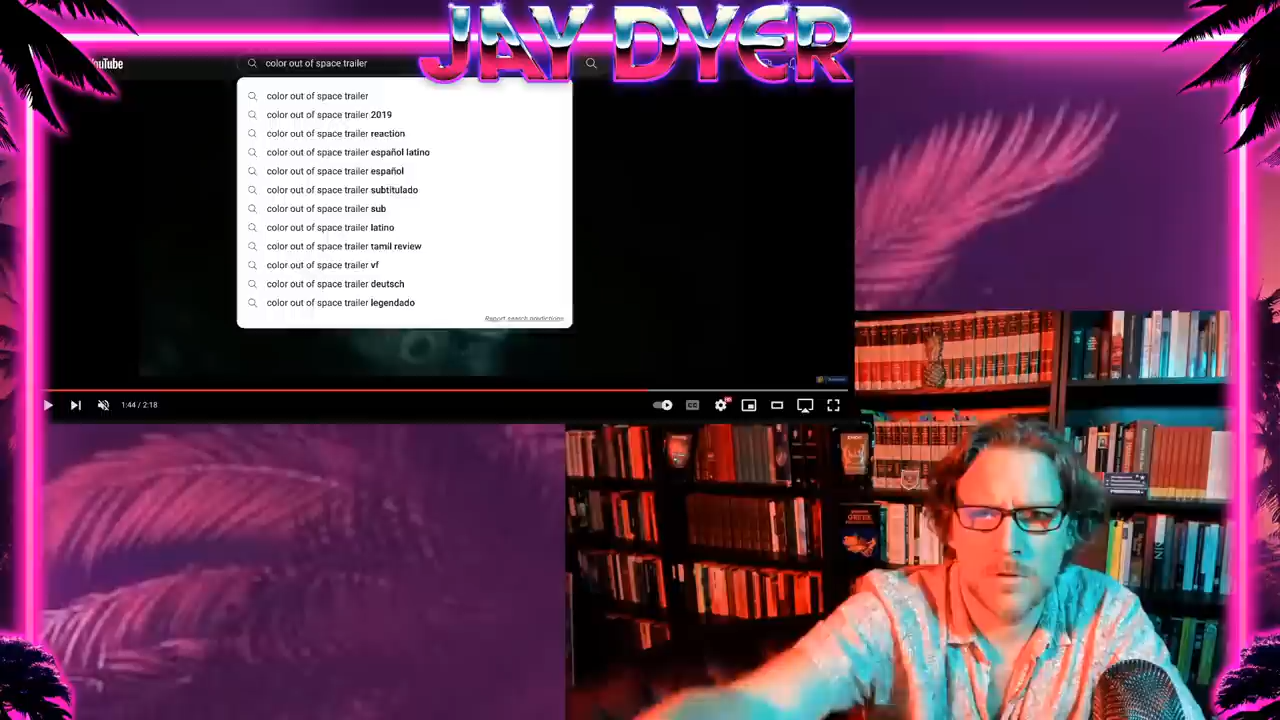 JAY DYER
YouTube
color out of space trailer
color out of space trailer
color out of space trailer 2019
color out of space trailer reaction
color out of space trailer español latino
color out of space trailer español
color out of space trailer subtitulado
color out of space trailer sub
color out of space trailer latino
color out of space trailer tamil review
color out of space trailer vf
color out of space trailer deutsch
color out of space trailer legendado
Report search predictions
1:44 / 2:18
CC
GREEK